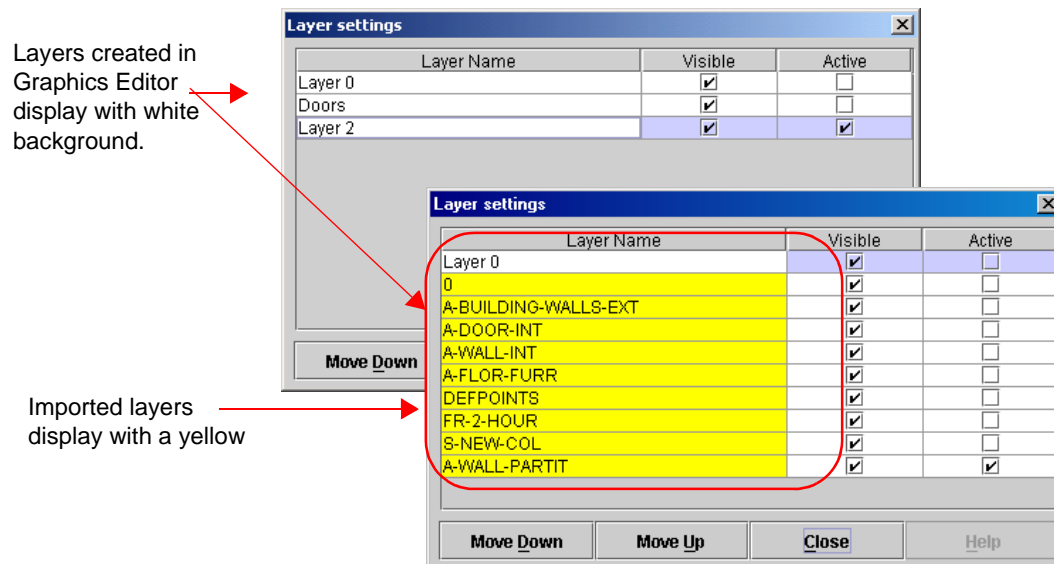 Layers created in
Graphics Editor
display with white
background.
Layer settings
Layer Name Visible Active
Layer 0
Doors
Layer 2
Move Down
Imported layers
display with a yellow
Layer settings
Layer Name Visible Active
Layer 0
0
A-BUILDING-WALLS-EXT
A-DOOR-INT
A-WALL-INT
A-FLOR-FURR
DEFPOINTS
FR-2-HOUR
S-NEW-COL
A-WALL-PARTIT
Move Down Move Up Close Help